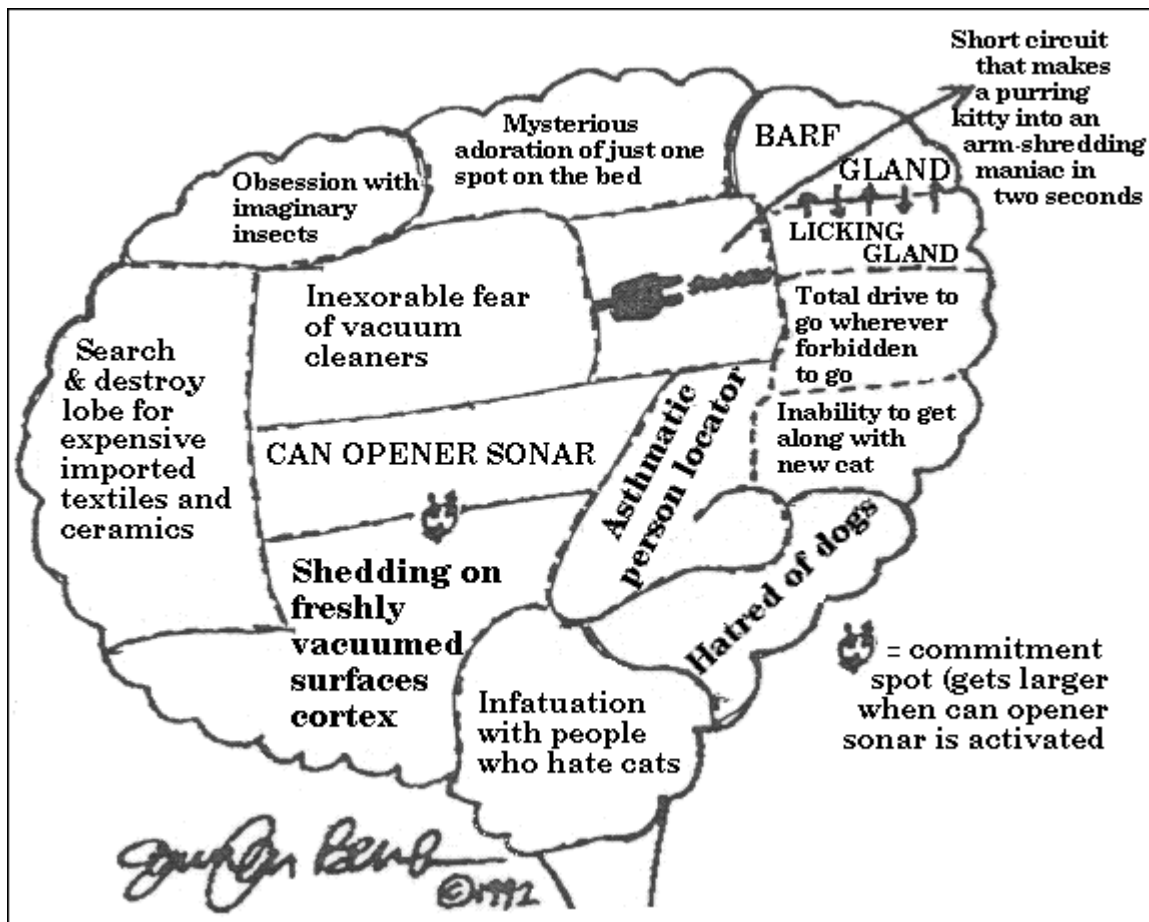 Short circuit
that makes
a purring
kitty into an
arm-shredding
maniac in
two seconds
Mysterious
adoration of just one
spot on the bed
BARF
GLAND
Obsession with
imaginary
insects
LICKING
GLAND
Inexorable fear
of vacuum
cleaners
Total drive to
go wherever
forbidden
to go
Search
& destroy
lobe for
expensive
imported
textiles and
ceramics
CAN OPENER SONAR
Asthmatic
person locator
Inability to get
along with
new cat
Shedding on
freshly
vacuumed
surfaces
cortex
Hatred of dogs
Infatuation
with people
who hate cats
= commitment
spot (gets larger
when can opener
sonar is activated
©1992